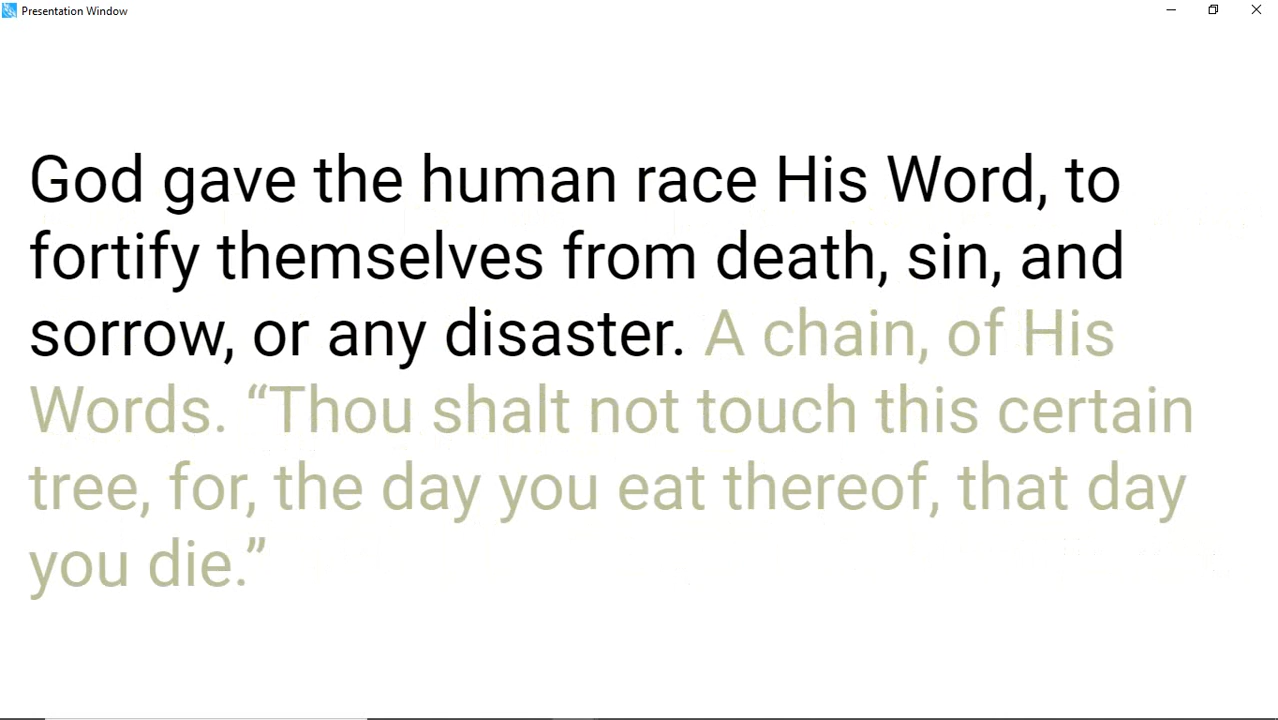 Presentation Window
God gave the human race His Word, to
fortify themselves from death, sin, and
sorrow, or any disaster. A chain, of His
Words. “Thou shalt not touch this certain
tree, for, the day you eat thereof, that day
you die.”